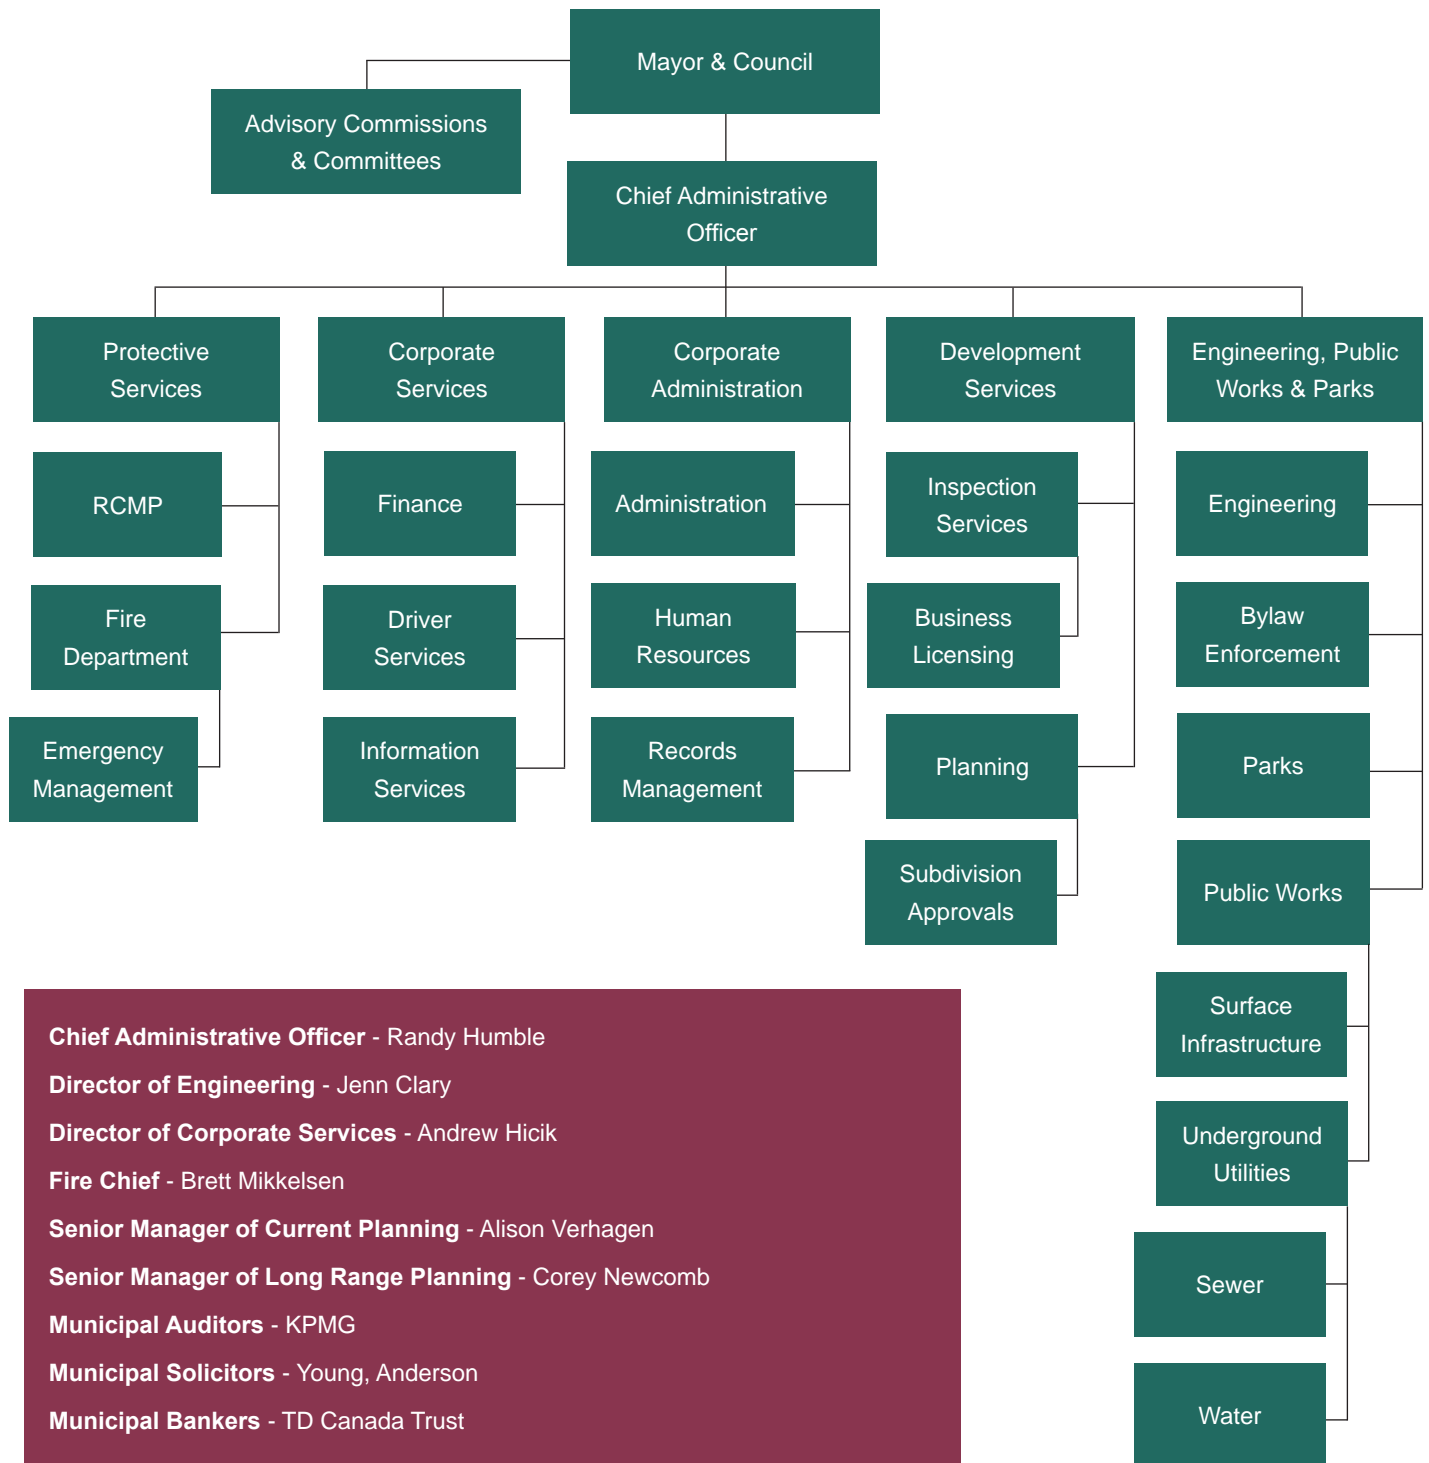 Mayor & Council
Advisory Commissions
& Committees
Chief Administrative
Officer
Protective
Services
Corporate
Services
Corporate
Administration
Development
Services
Engineering, Public
Works & Parks
RCMP
Finance
Administration
Inspection
Services
Engineering
Fire
Department
Driver
Services
Human
Resources
Business
Licensing
Bylaw
Enforcement
Emergency
Management
Information
Services
Records
Management
Planning
Parks
Subdivision
Approvals
Public Works
Surface
Infrastructure
Underground
Utilities
Sewer
Water
Chief Administrative Officer - Randy Humble
Director of Engineering - Jenn Clary
Director of Corporate Services - Andrew Hicik
Fire Chief - Brett Mikkelsen
Senior Manager of Current Planning - Alison Verhagen
Senior Manager of Long Range Planning - Corey Newcomb
Municipal Auditors - KPMG
Municipal Solicitors - Young, Anderson
Municipal Bankers - TD Canada Trust